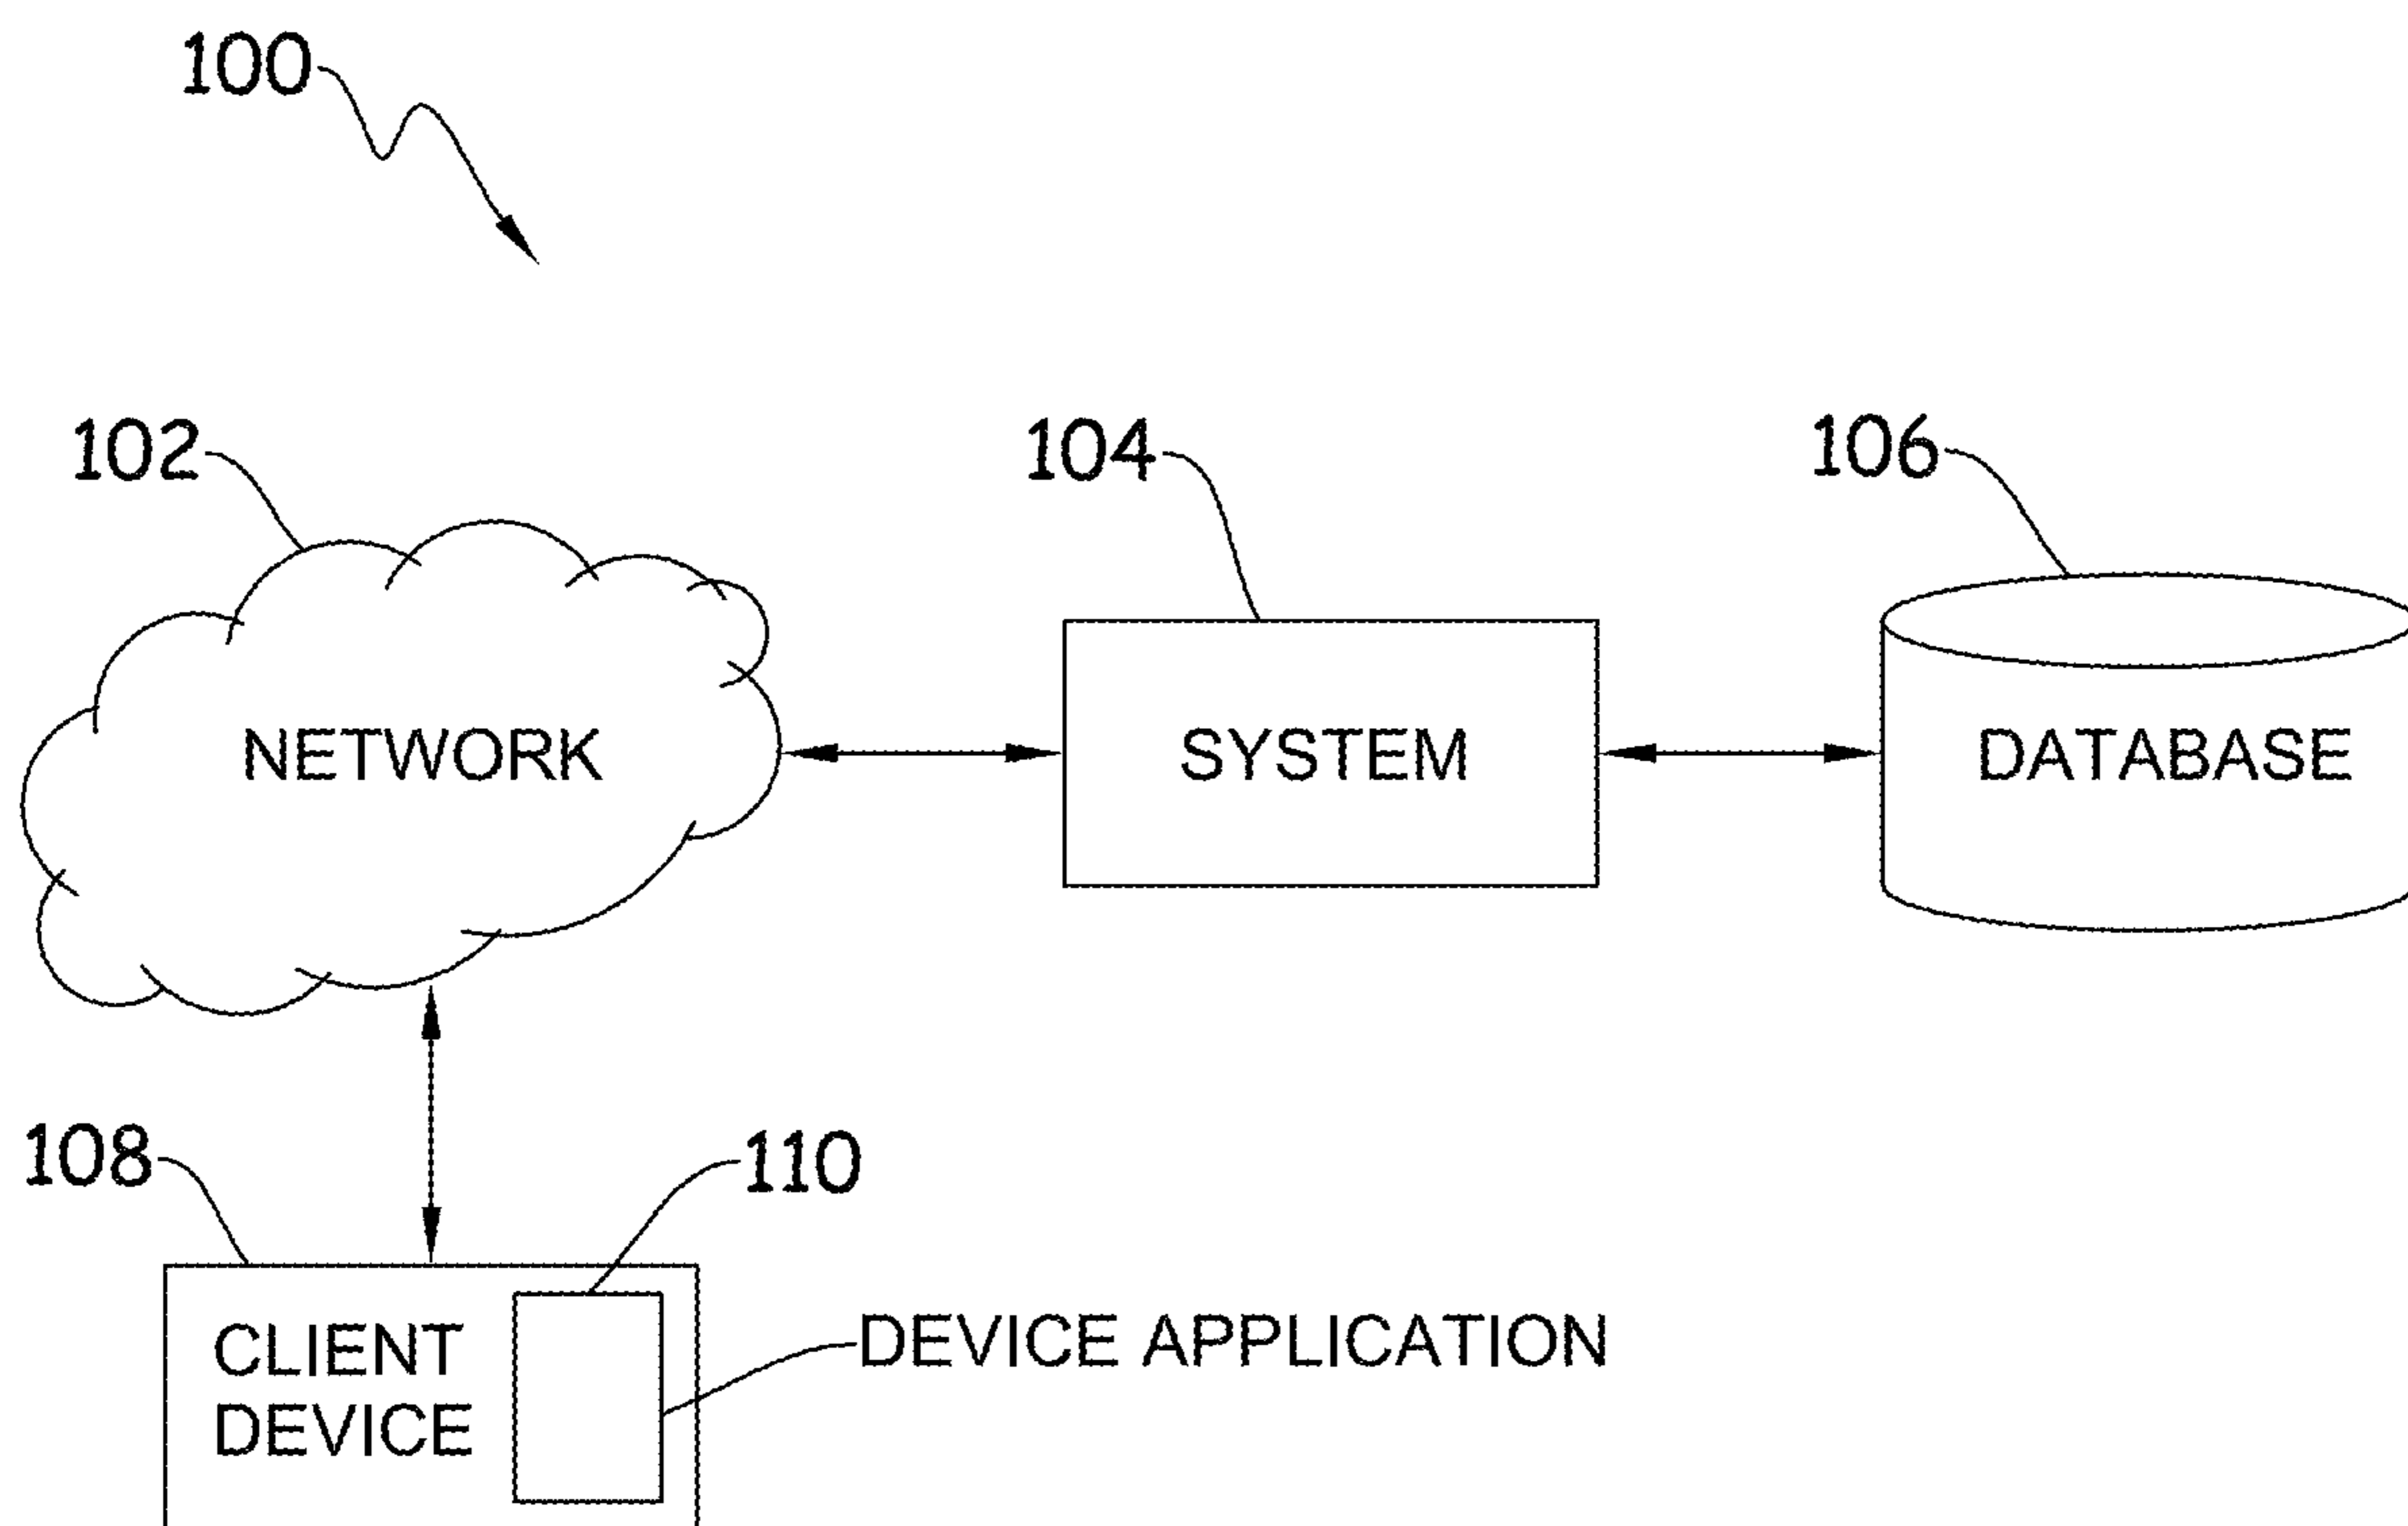 100
102
104
106
NETWORK
SYSTEM
DATABASE
108
110
CLIENT
DEVICE
DEVICE APPLICATION